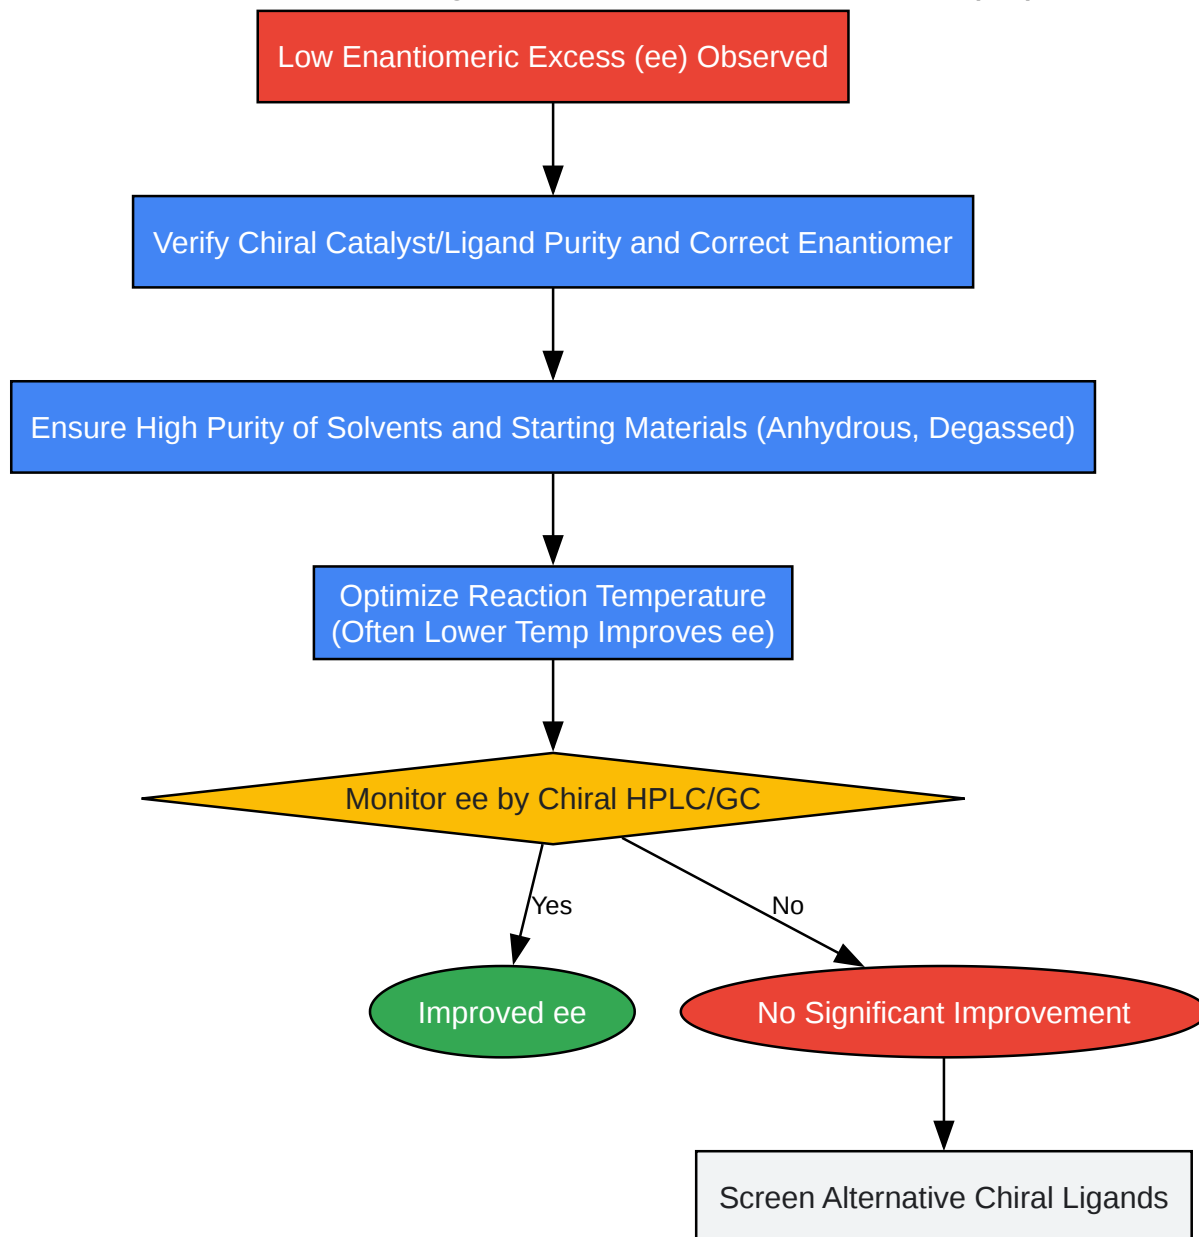 Low Enantiomeric Excess (ee) Observed
Verify Chiral Catalyst/Ligand Purity and Correct Enantiomer
Ensure High Purity of Solvents and Starting Materials (Anhydrous, Degassed)
Optimize Reaction Temperature
(Often Lower Temp Improves ee)
Monitor ee by Chiral HPLC/GC
Yes
No
Improved ee
No Significant Improvement
Screen Alternative Chiral Ligands